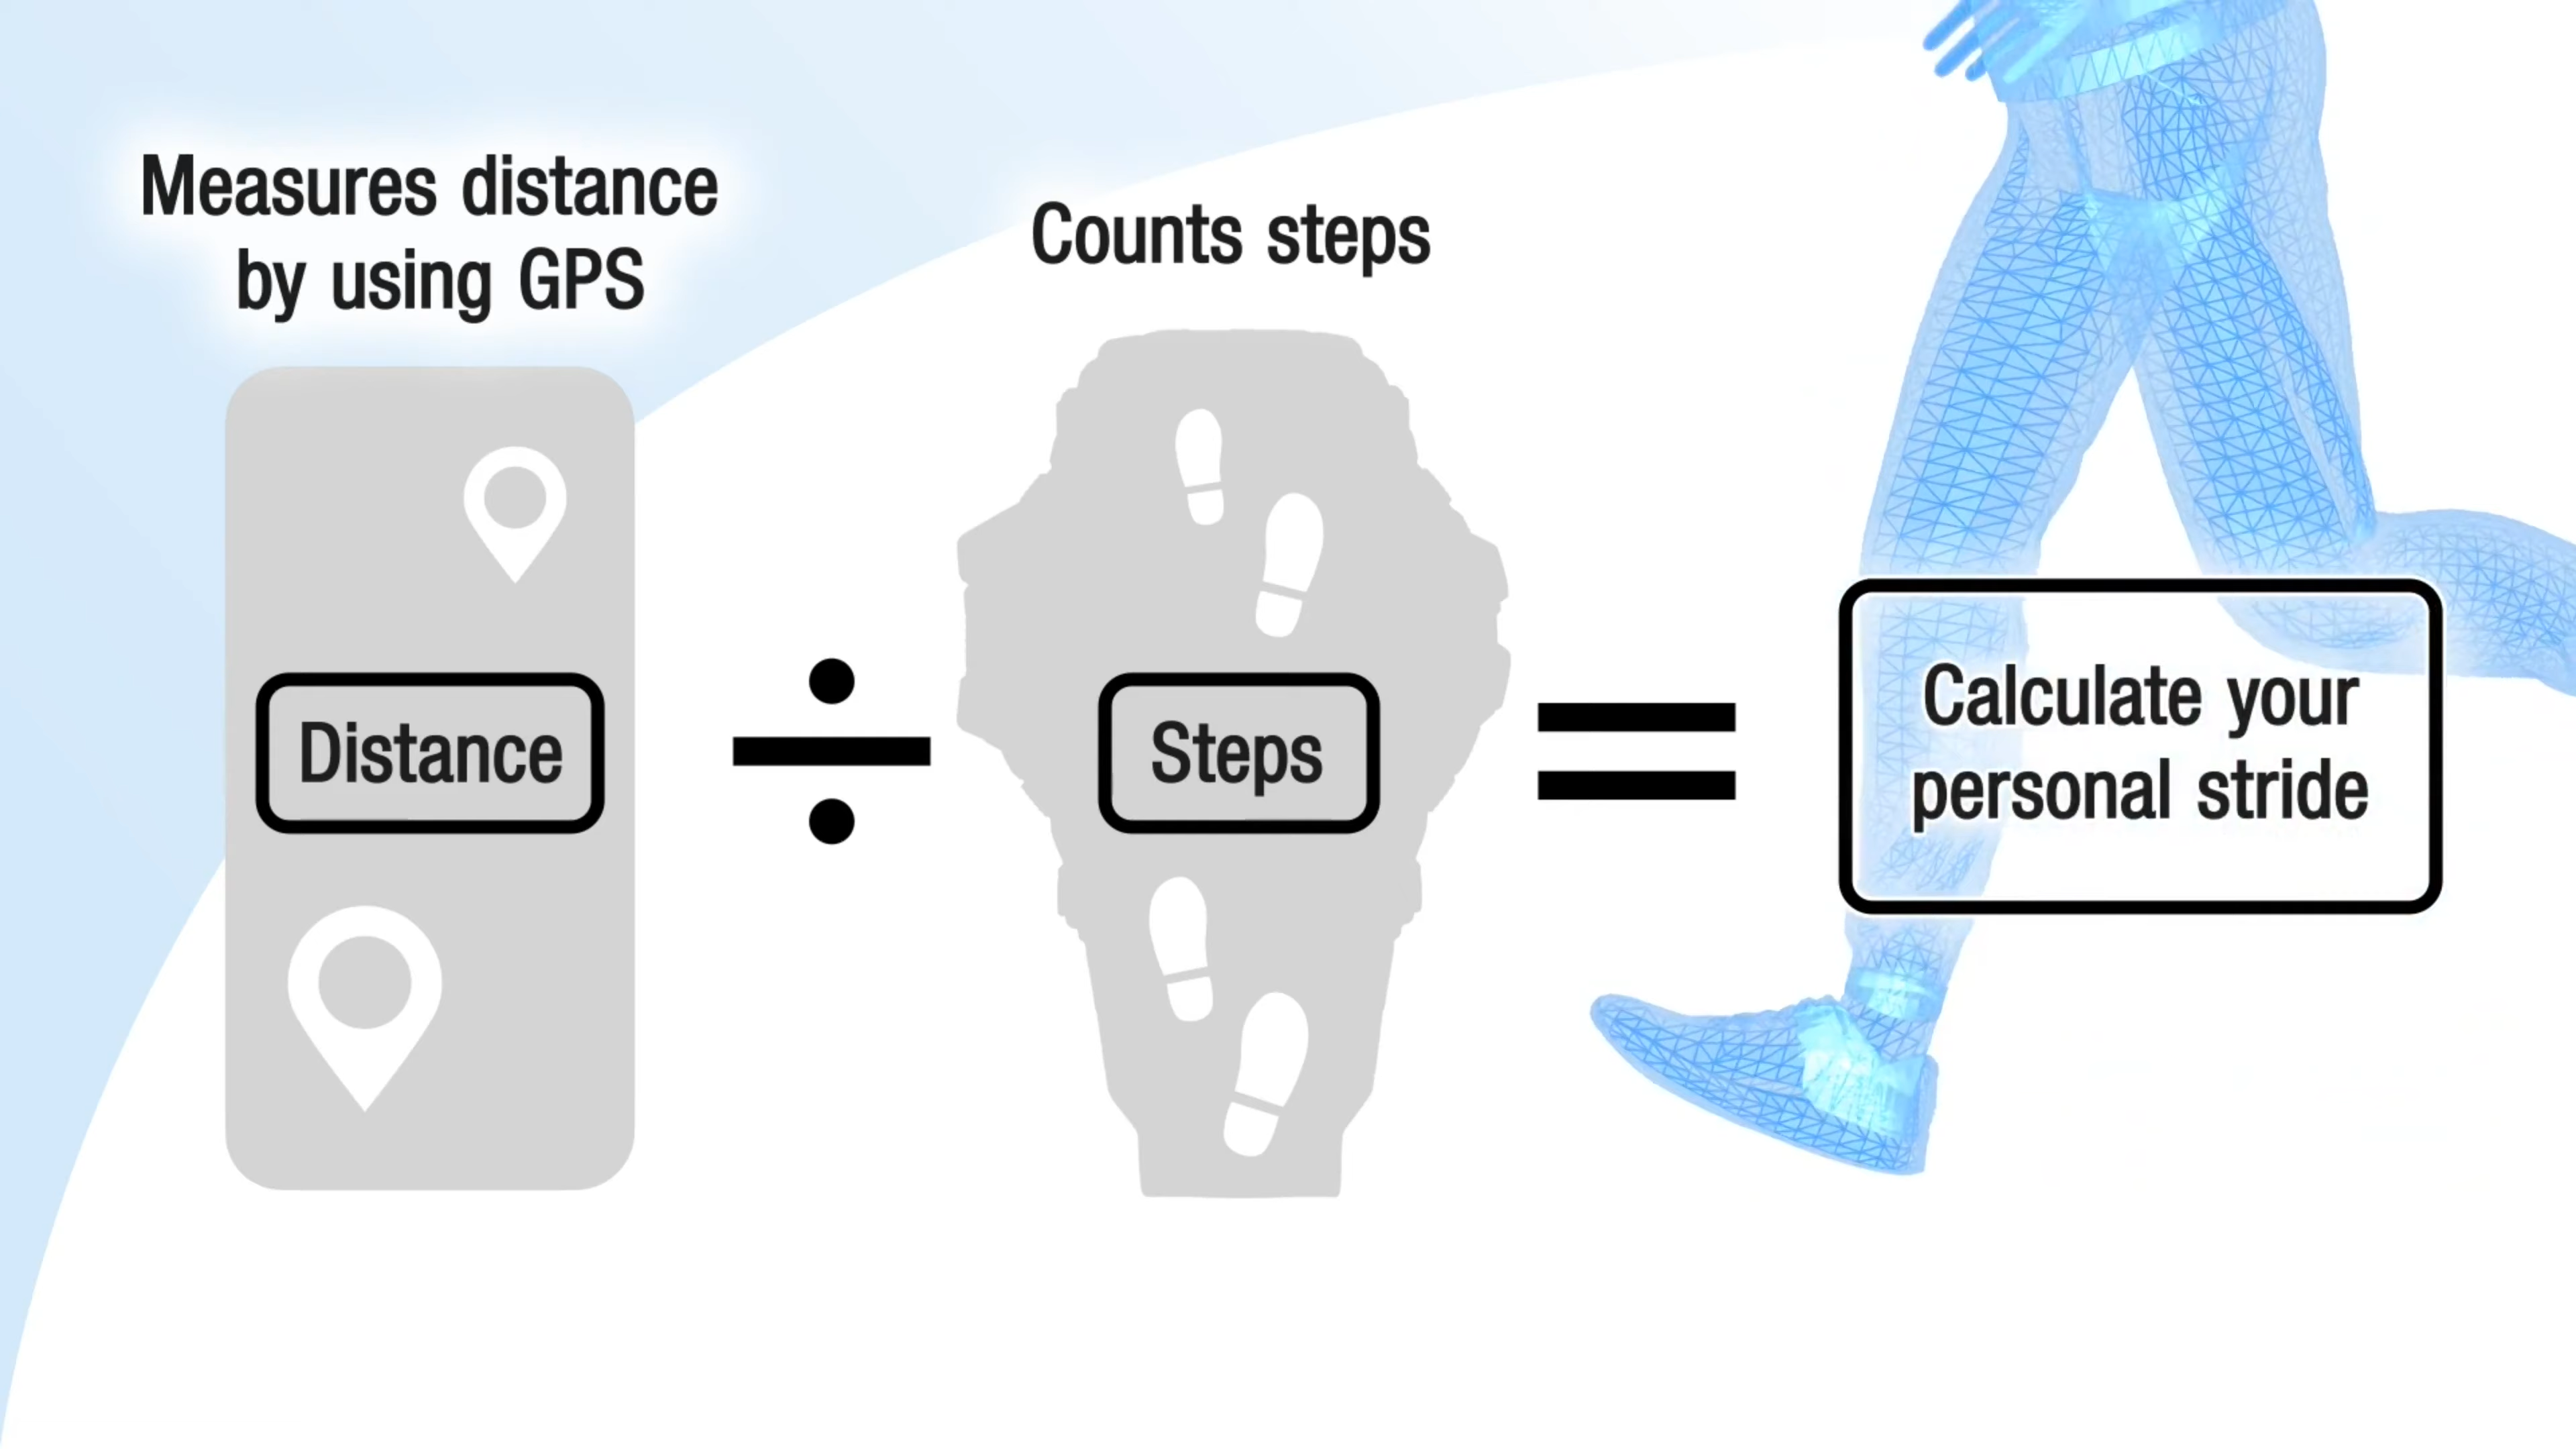 Measures distance
by using GPS
Counts steps
Distance
÷
Steps
=
Calculate your
personal stride